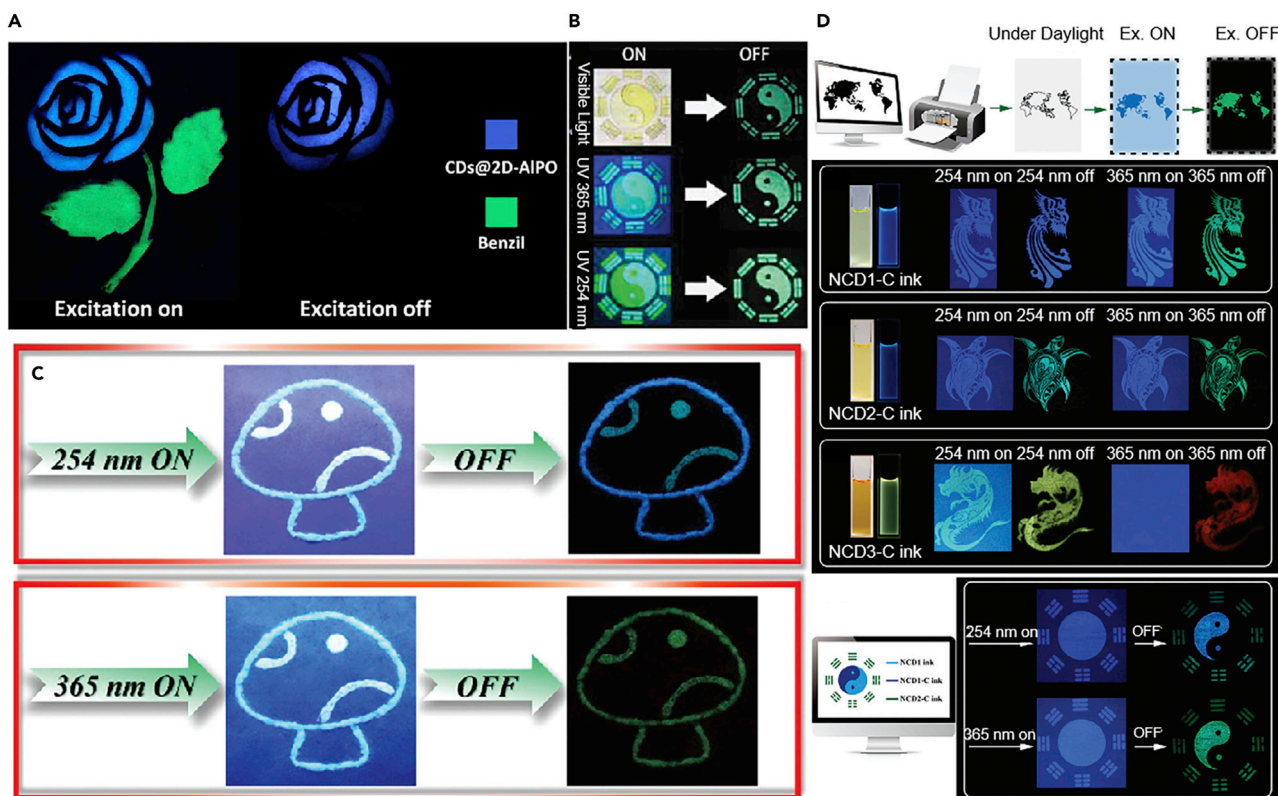 A
CDs@2D-AlPO
Benzil
Excitation on
Excitation off
B
ON
OFF
Visible Light
UV 365 nm
UV 254 nm
C
254 nm ON
OFF
365 nm ON
OFF
D
Under Daylight
Ex. ON
Ex. OFF
254 nm on 254 nm off
365 nm on 365 nm off
NCD1-C ink
254 nm on 254 nm off
365 nm on 365 nm off
NCD2-C ink
254 nm on 254 nm off
365 nm on 365 nm off
NCD3-C ink
NCD1 ink
NCD1-C ink
NCD2-C ink
254 nm on
OFF
365 nm on
OFF